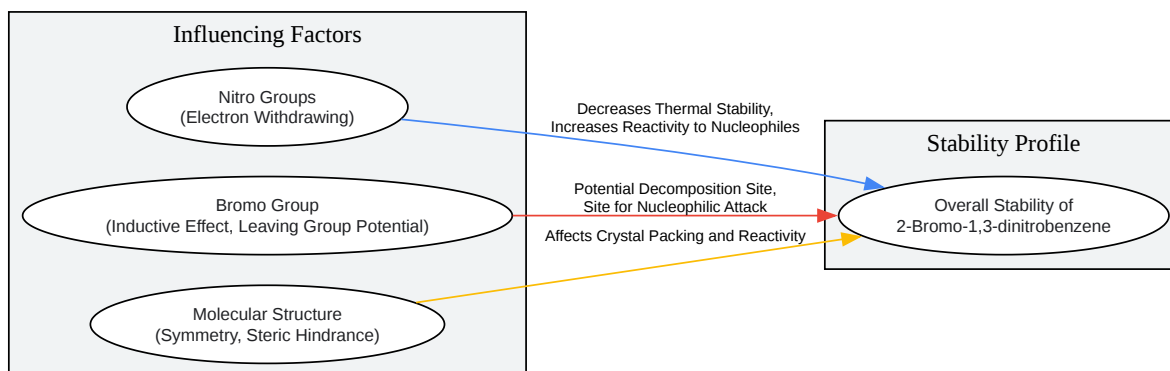 Influencing Factors
Nitro Groups
(Electron Withdrawing)
Bromo Group
(Inductive Effect, Leaving Group Potential)
Molecular Structure
(Symmetry, Steric Hindrance)
Decreases Thermal Stability,
Increases Reactivity to Nucleophiles
Potential Decomposition Site,
Site for Nucleophilic Attack
Affects Crystal Packing and Reactivity
Stability Profile
Overall Stability of
2-Bromo-1,3-dinitrobenzene